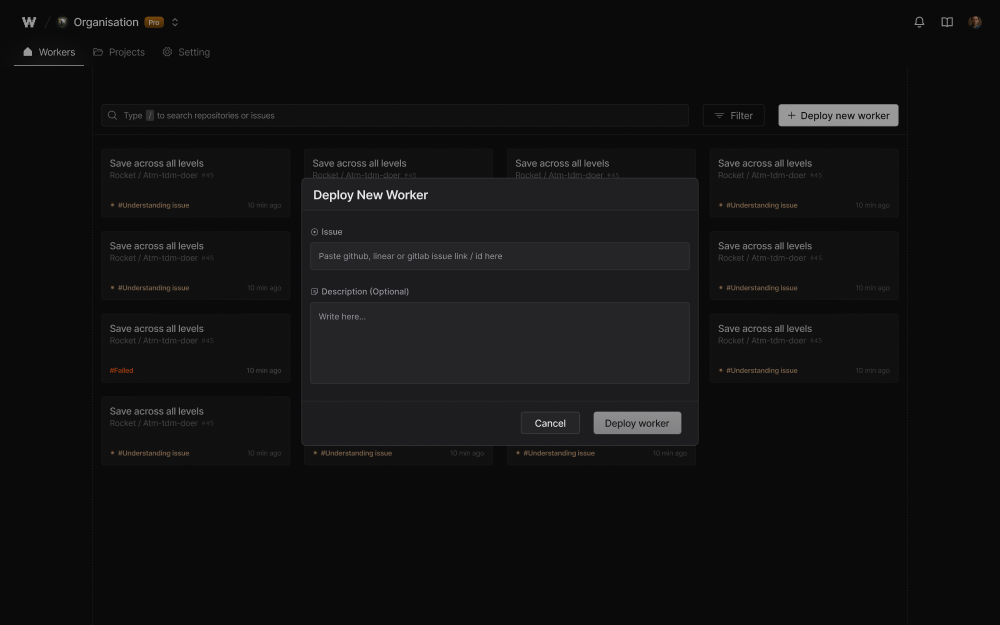 W / Organisation Pro
Workers Projects Setting
Type / to search repositories or issues
Filter
+ Deploy new worker
Save across all levels
Rocket / Atm-tdm-doer #45
#Understanding issue 10 min ago
Save across all levels
Rocket / Atm-tdm-doer #45
Save across all levels
Rocket / Atm-tdm-doer #45
Save across all levels
Rocket / Atm-tdm-doer #45
#Understanding issue 10 min ago
Deploy New Worker
Issue
Paste github, linear or gitlab issue link / id here
Description (Optional)
Write here...
Cancel
Deploy worker
Save across all levels
Rocket / Atm-tdm-doer #45
#Understanding issue 10 min ago
Save across all levels
Rocket / Atm-tdm-doer #45
#Understanding issue 10 min ago
Save across all levels
Rocket / Atm-tdm-doer #45
#Failed 10 min ago
Save across all levels
Rocket / Atm-tdm-doer #45
#Understanding issue 10 min ago
Save across all levels
Rocket / Atm-tdm-doer #45
#Understanding issue 10 min ago
#Understanding issue 10 min ago
#Understanding issue 10 min ago